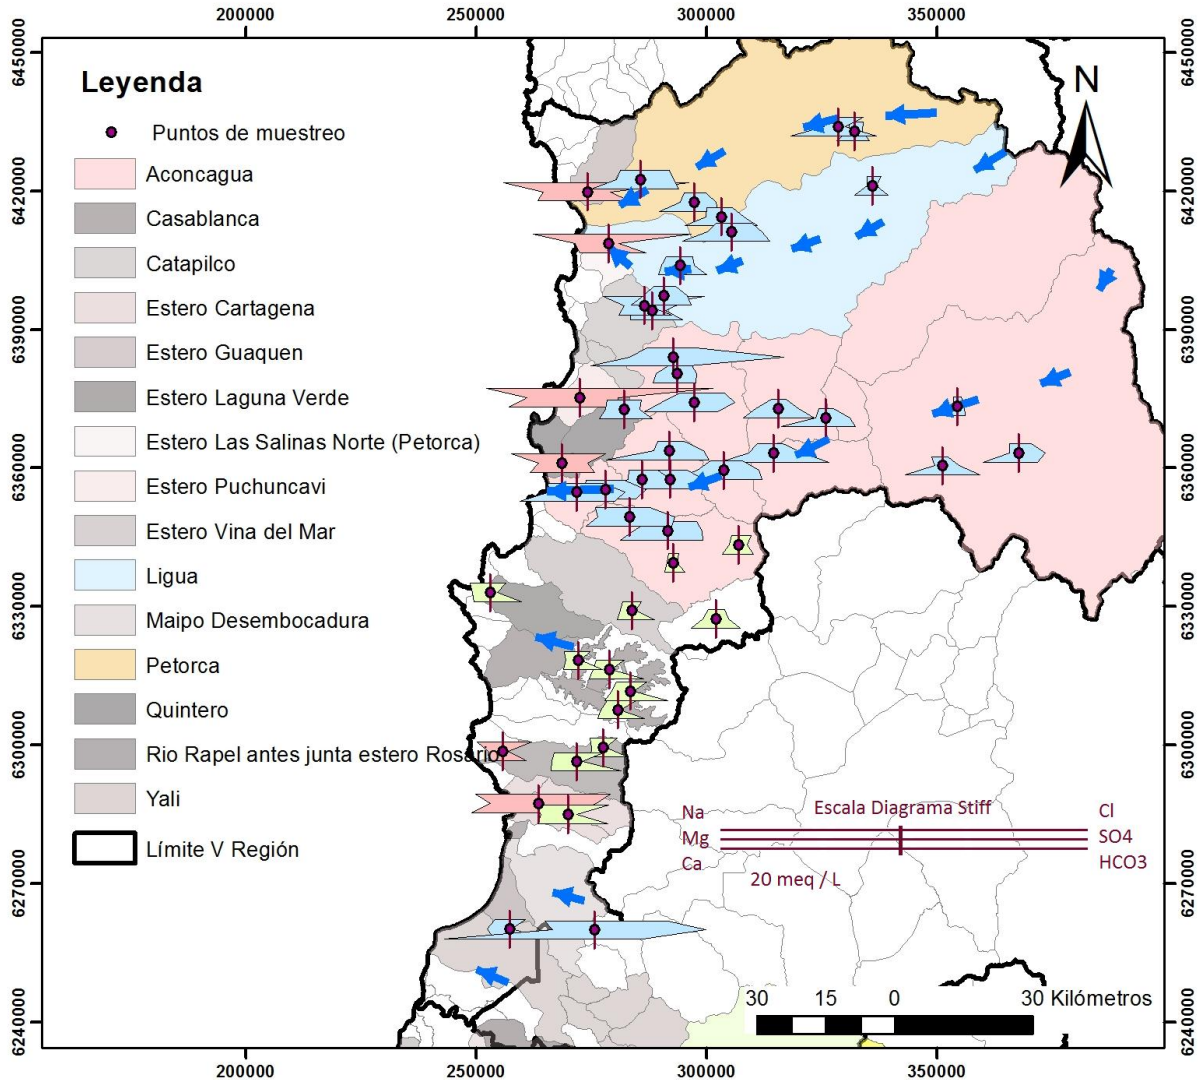 200000 250000 300000 350000
6450000 6420000 6390000 6360000 6330000 6300000 6270000 6240000
Leyenda
Puntos de muestreo
Aconcagua
Casablanca
Catapilco
Estero Cartagena
Estero Guaquen
Estero Laguna Verde
Estero Las Salinas Norte (Petorca)
Estero Puchuncavi
Estero Vina del Mar
Ligua
Maipo Desembocadura
Petorca
Quintero
Rio Rapel antes junta estero Rosario
Yali
Límite V Región
N
Na Escala Diagrama Stiff Cl
Mg SO4
Ca HCO3
20 meq / L
30 15 0 30 Kilómetros
6450000 6420000 6390000 6360000 6330000 6300000 6270000 6240000
200000 250000 300000 350000